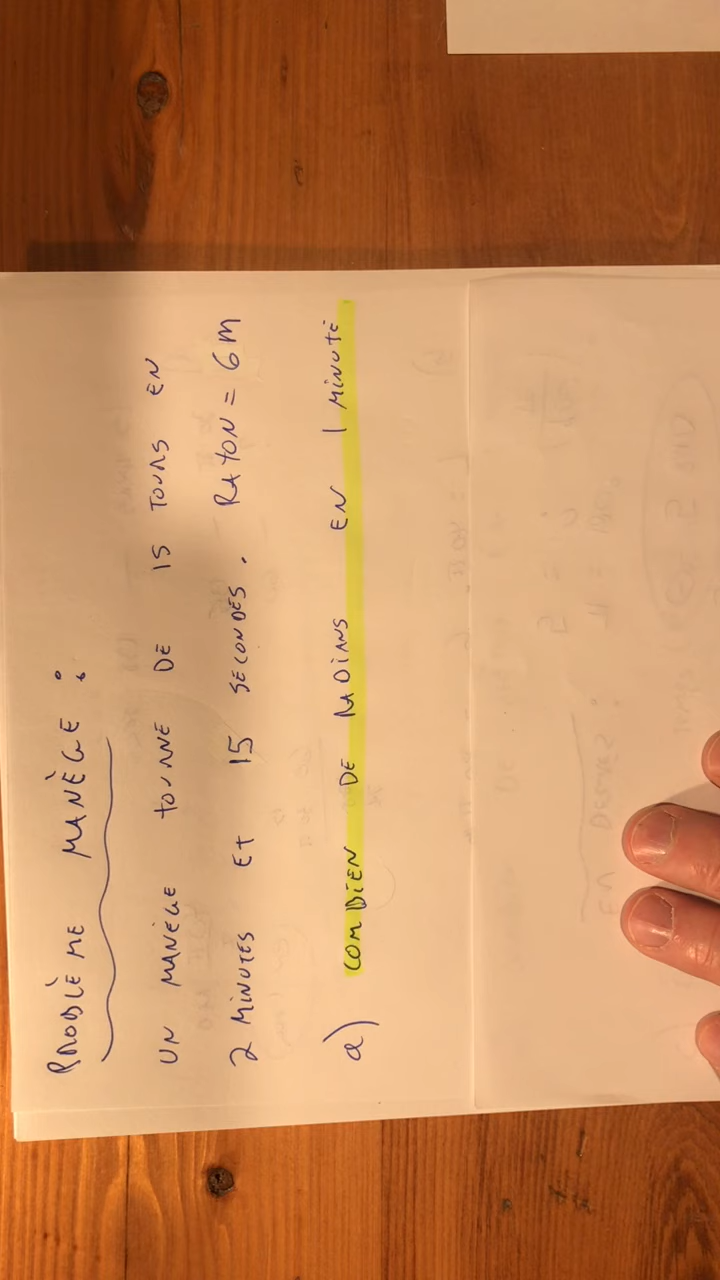 PROBLÈME MANÈGE :
UN MANÈGE TOURNE DE 15 TOURS EN
2 MINUTES Et 15 SECONDES. RAYON = 6 M
a) COMBIEN DE RADIANS EN 1 MINUTE